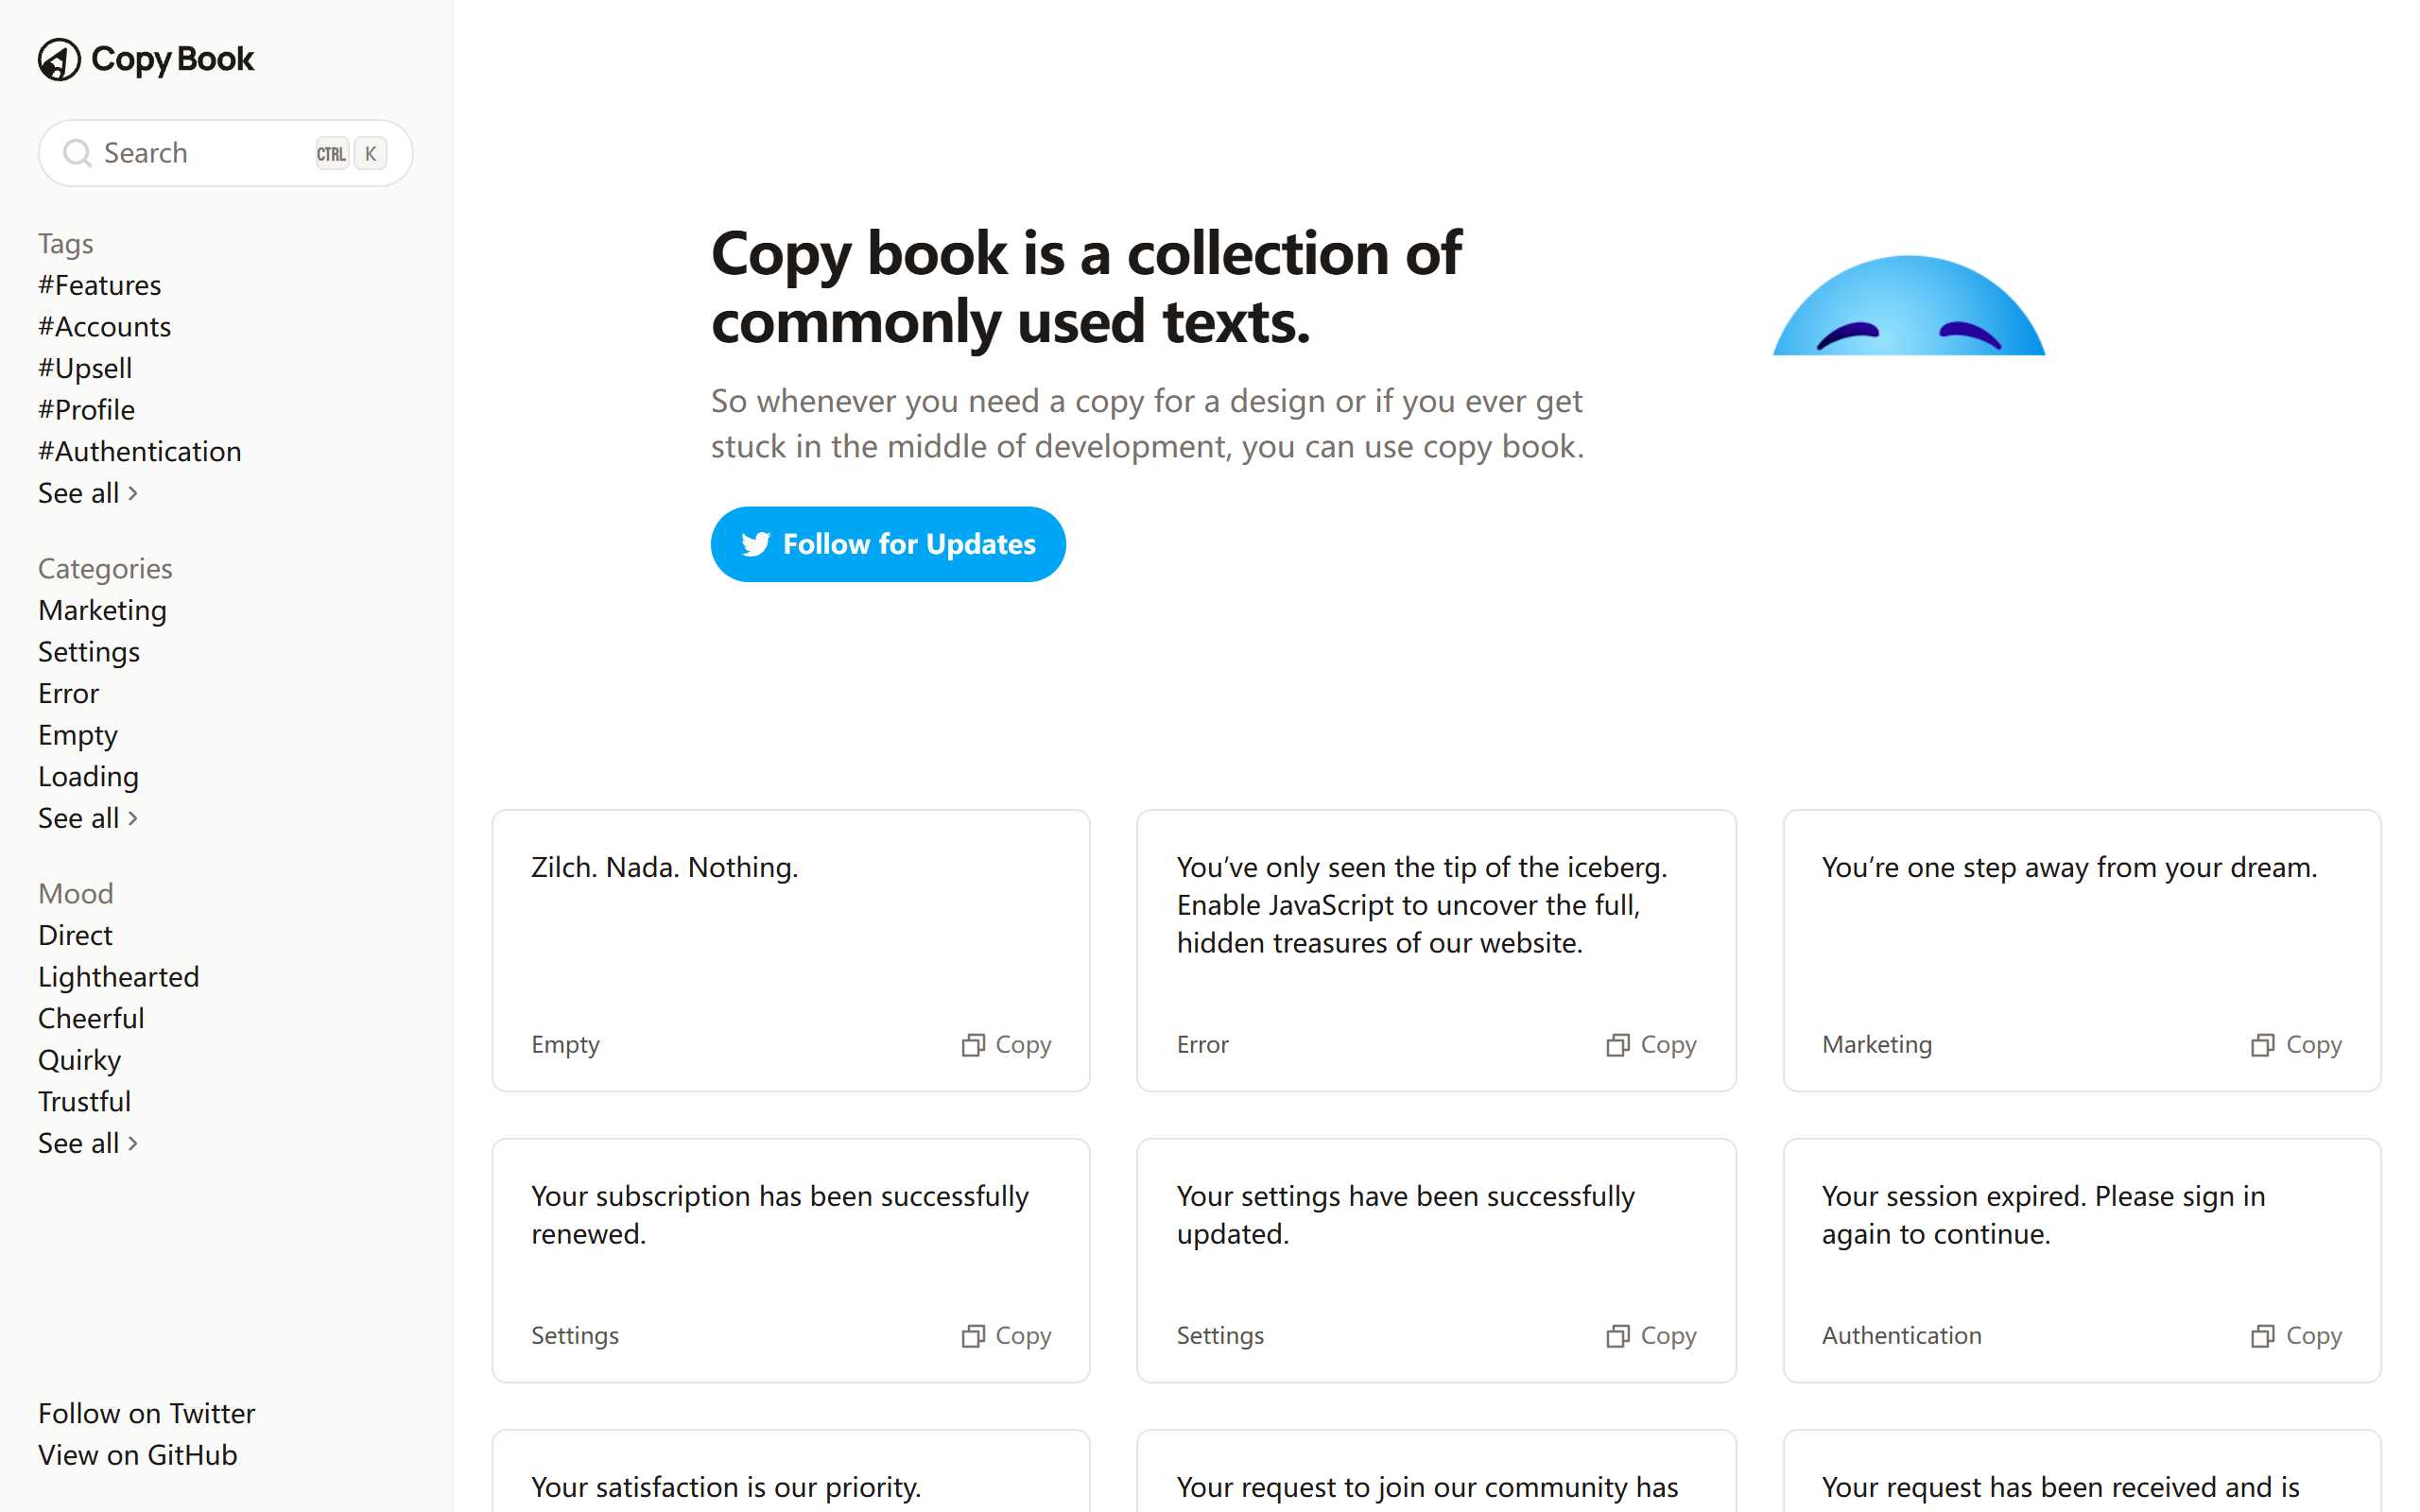 Copy Book
Search CTRL K
Tags
#Features
#Accounts
#Upsell
#Profile
#Authentication
See all
Categories
Marketing
Settings
Error
Empty
Loading
See all
Mood
Direct
Lighthearted
Cheerful
Quirky
Trustful
See all
Follow on Twitter
View on GitHub
Copy book is a collection of
commonly used texts.
So whenever you need a copy for a design or if you ever get
stuck in the middle of development, you can use copy book.
Follow for Updates
Zilch. Nada. Nothing.
Empty Copy
You’ve only seen the tip of the iceberg.
Enable JavaScript to uncover the full,
hidden treasures of our website.
Error Copy
You’re one step away from your dream.
Marketing Copy
Your subscription has been successfully
renewed.
Settings Copy
Your settings have been successfully
updated.
Settings Copy
Your session expired. Please sign in
again to continue.
Authentication Copy
Your satisfaction is our priority.
Your request to join our community has
Your request has been received and is